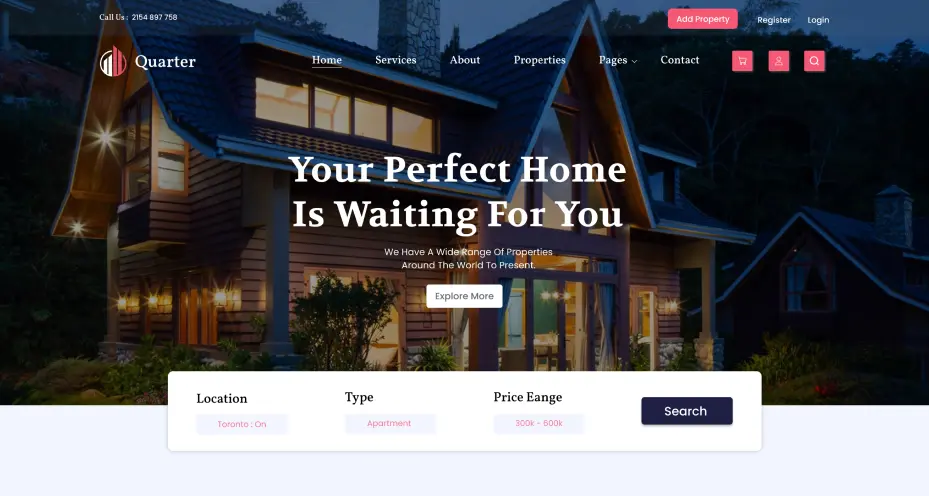 Call Us : 2154 897 758
Add Property
Register
Login
Quarter
Home
Services
About
Properties
Pages
Contact
Your Perfect Home
Is Waiting For You
We Have A Wide Range Of Properties
Around The World To Present.
Explore More
Location
Type
Price Eange
Toronto ; On
Apartment
300k - 600k
Search